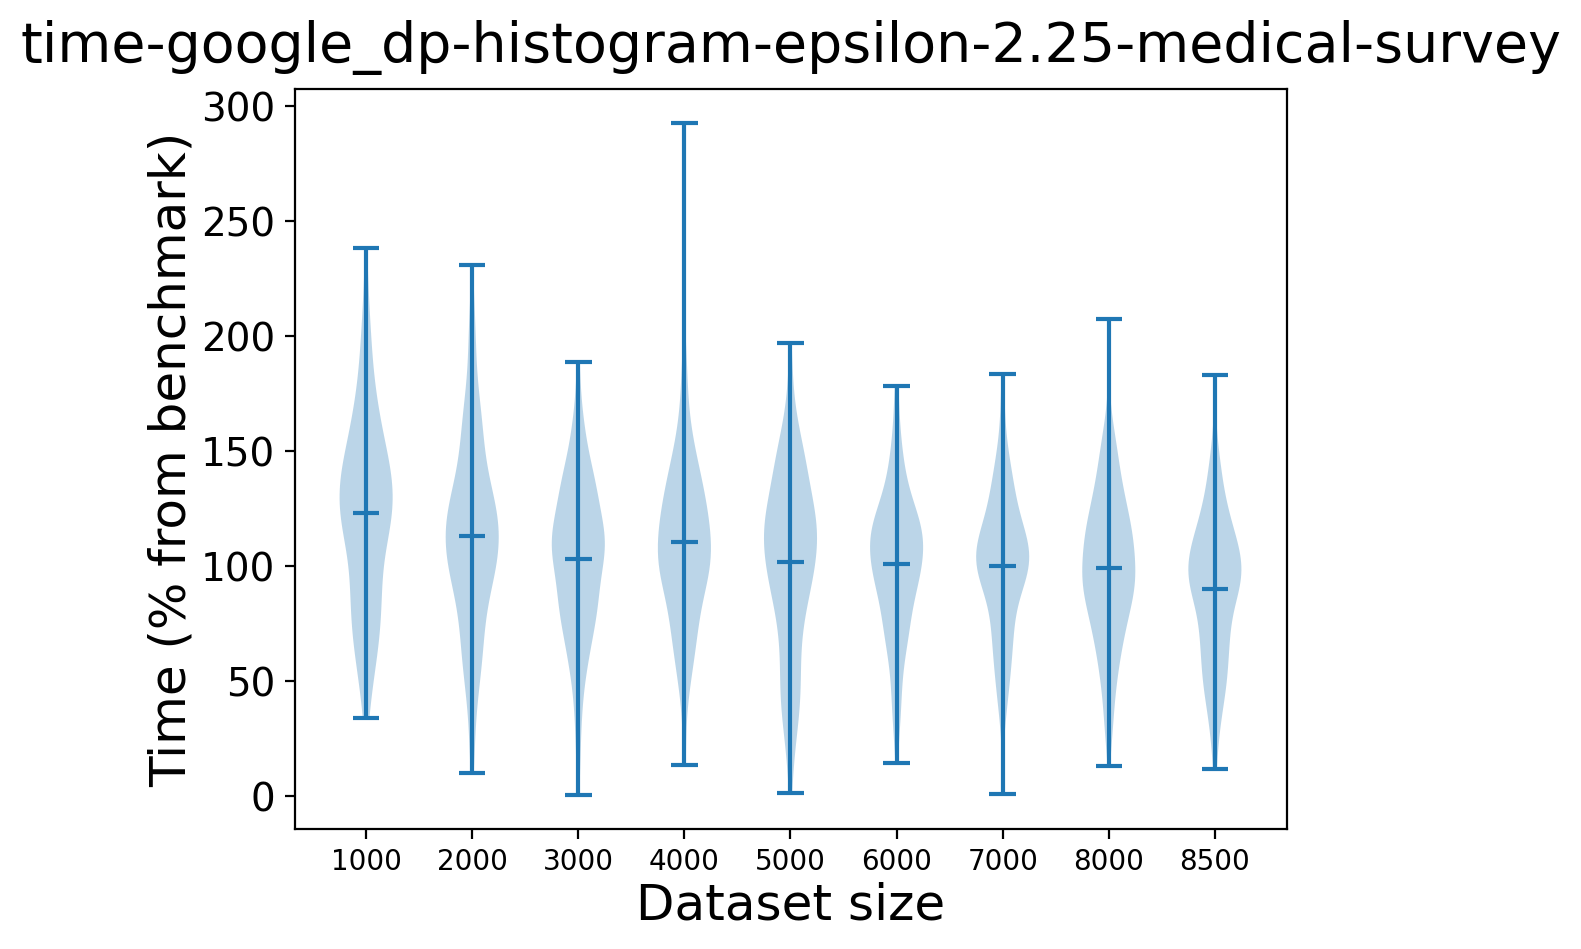 time-google_dp-histogram-epsilon-2.25-medical-survey
Time (% from benchmark)
300
250
200
150
100
50
0
1000 2000 3000 4000 5000 6000 7000 8000 8500
Dataset size